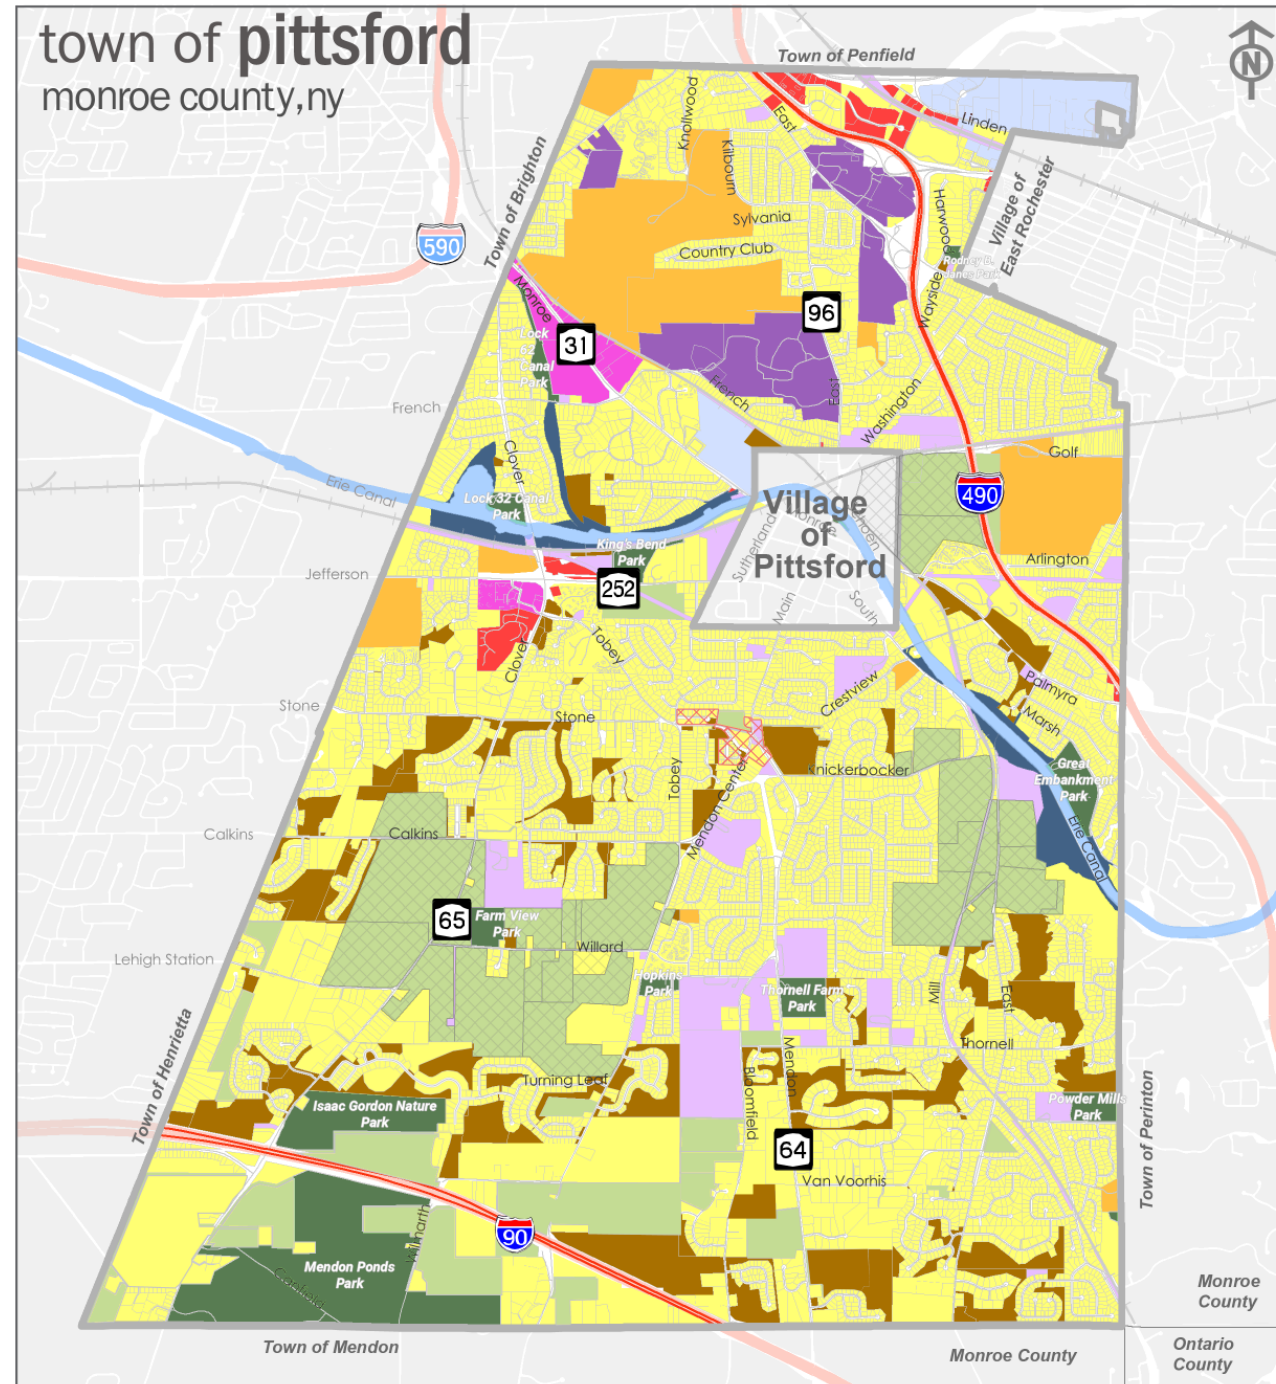 town of pittsford
monroe county,ny
Town of Penfield
N
Linden
East
Knollwood
Kilbourn
Town of Brighton
590
Sylvania
Country Club
Village of
East Rochester
Wayside
Monroe
Lock
62
Canal
Park
31
96
French
East
Washington
French
Clover
Golf
490
Erie Canal
Lock 32 Canal
Park
Village
of
Pittsford
Sutherland
Monroe
King's Bend
Park
Arlington
Jefferson
252
Main
South
Tobey
Clover
Crestview
Palmyra
Marsh
Stone
Stone
Knickerbocker
Great
Embankment
Park
Tobey
Mendon Center
Calkins
Calkins
Erie Canal
65
Farm View
Park
Willard
Lehigh Station
Hopkins
Park
Thornell Farm
Park
Mill
East
Thornell
Town of Henrietta
Mendon
Bloomfield
Turning Leaf
Isaac Gordon Nature
Park
Powder Mills
Park
Town of Perinton
64
Van Voorhis
90
Wilmarth
Mendon Ponds
Park
Canfield
Monroe
County
Town of Mendon
Monroe County
Ontario
County